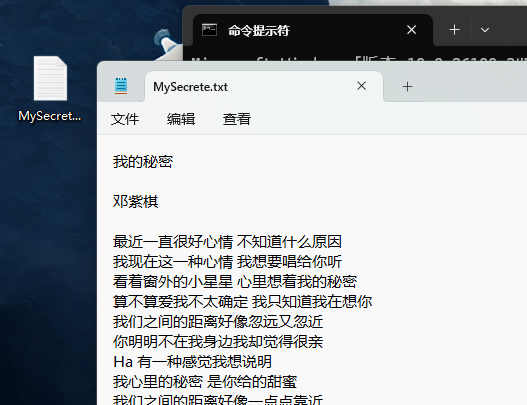 命令提示符
MySecret...
MySecrete.txt
文件 编辑 查看
我的秘密
邓紫棋
最近一直很好心情 不知道什么原因
我现在这一种心情 我想要唱给你听
看着窗外的小星星 心里想着我的秘密
算不算爱我不太确定 我只知道我在想你
我们之间的距离好像忽远又忽近
你明明不在我身边我却觉得很亲
Ha 有一种感觉我想说明
我心里的秘密 是你给的甜蜜
我们之间的距离好像一点点靠近